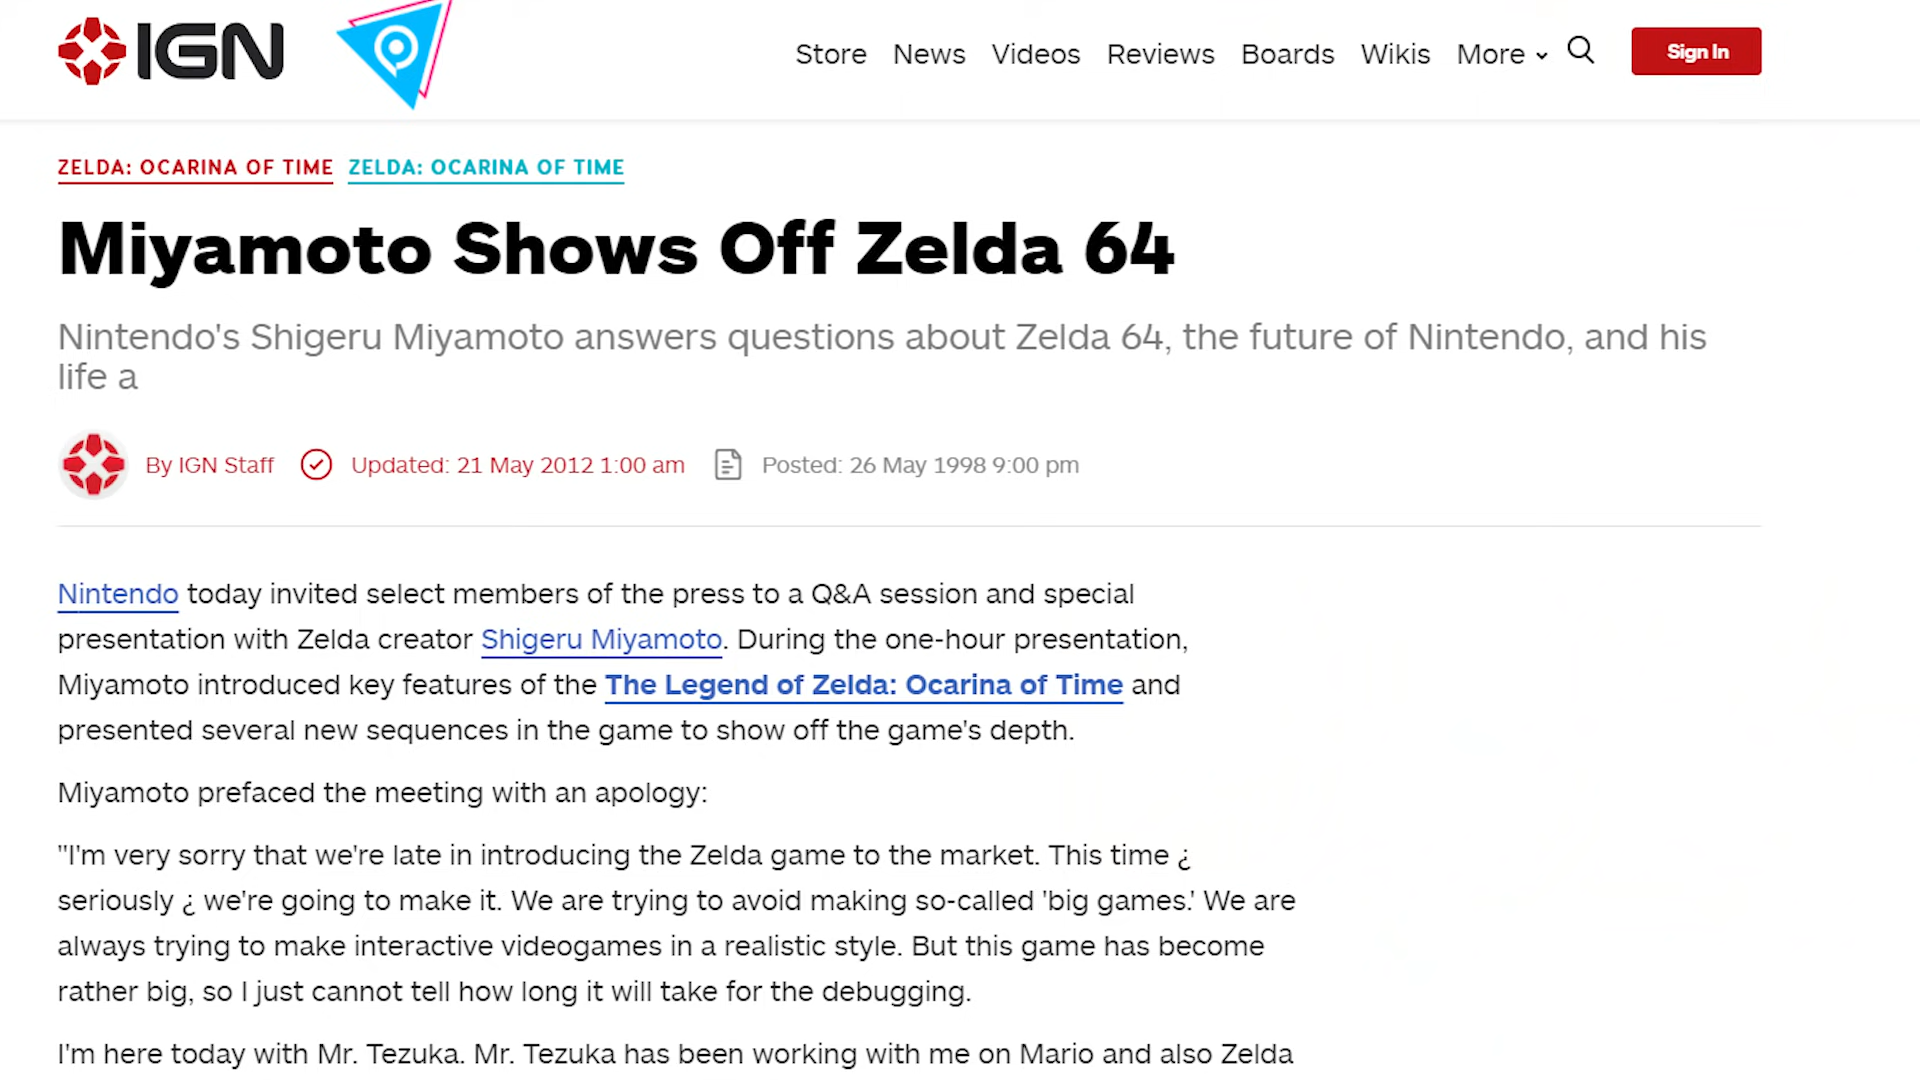 IGN
Store News Videos Reviews Boards Wikis More Sign In
ZELDA: OCARINA OF TIME ZELDA: OCARINA OF TIME
Miyamoto Shows Off Zelda 64
Nintendo's Shigeru Miyamoto answers questions about Zelda 64, the future of Nintendo, and his
life a
By IGN Staff Updated: 21 May 2012 1:00 am Posted: 26 May 1998 9:00 pm
Nintendo today invited select members of the press to a Q&A session and special
presentation with Zelda creator Shigeru Miyamoto. During the one-hour presentation,
Miyamoto introduced key features of the The Legend of Zelda: Ocarina of Time and
presented several new sequences in the game to show off the game's depth.
Miyamoto prefaced the meeting with an apology:
"I'm very sorry that we're late in introducing the Zelda game to the market. This time ¿
seriously ¿ we're going to make it. We are trying to avoid making so-called 'big games.' We are
always trying to make interactive videogames in a realistic style. But this game has become
rather big, so I just cannot tell how long it will take for the debugging.
I'm here today with Mr. Tezuka. Mr. Tezuka has been working with me on Mario and also Zelda